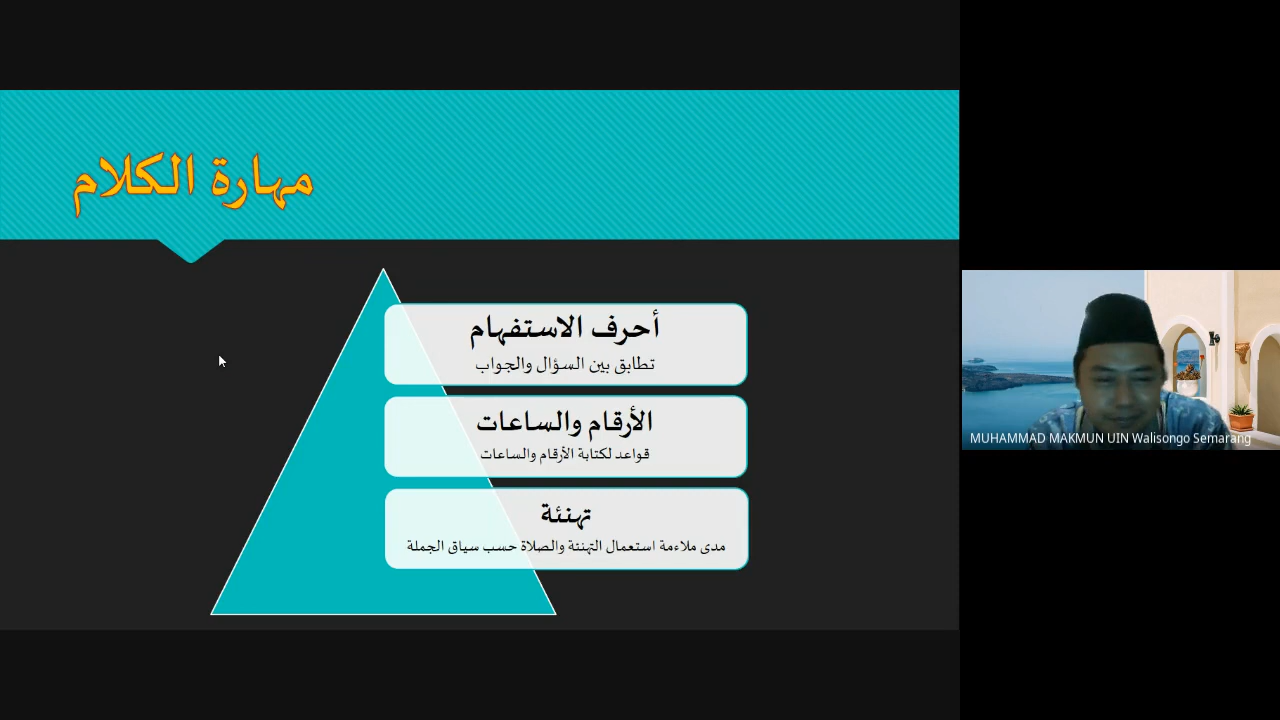 مهارة الكلام
أحرف الاستفهام
تطابق بين السؤال والجواب
الأرقام والساعات
قواعد لكتابة الأرقام والساعات
تهنئة
مدى ملاءمة استعمال التهنئة والصلاة حسب سياق الجملة
MUHAMMAD MAKMUN UIN Walisongo Semarang